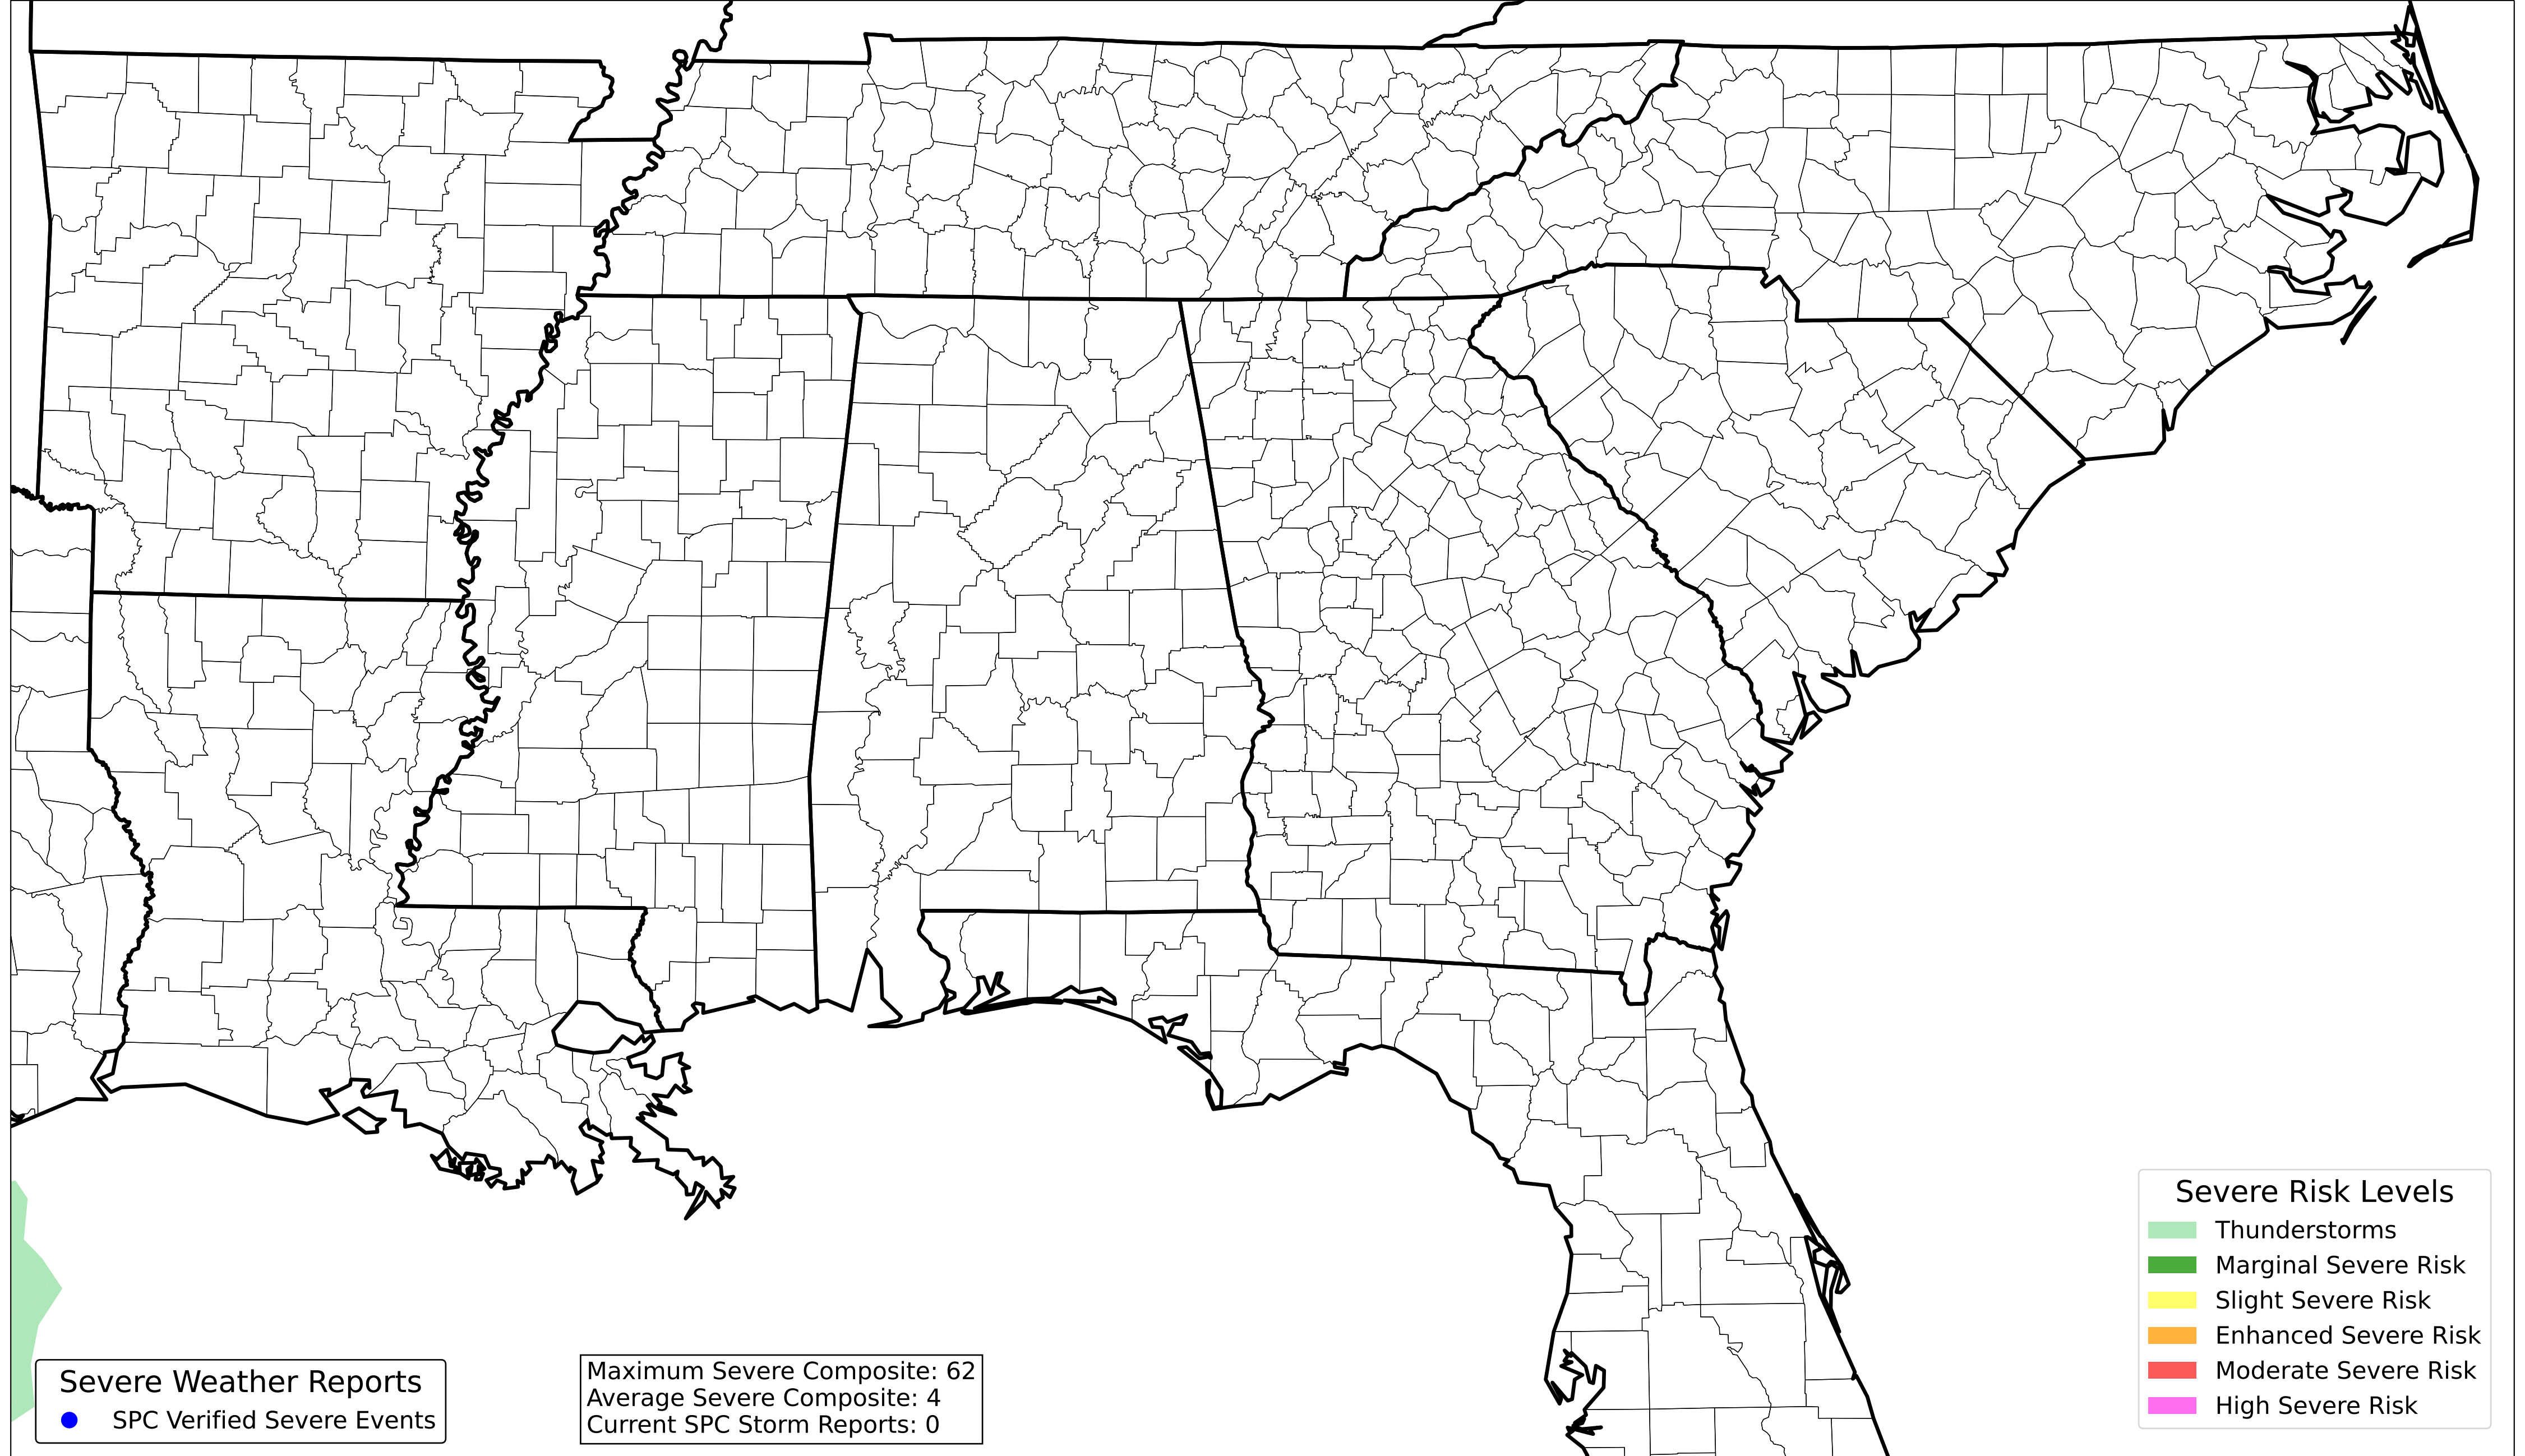 Severe Weather Reports
SPC Verified Severe Events
Maximum Severe Composite: 62
Average Severe Composite: 4
Current SPC Storm Reports: 0
Severe Risk Levels
Thunderstorms
Marginal Severe Risk
Slight Severe Risk
Enhanced Severe Risk
Moderate Severe Risk
High Severe Risk